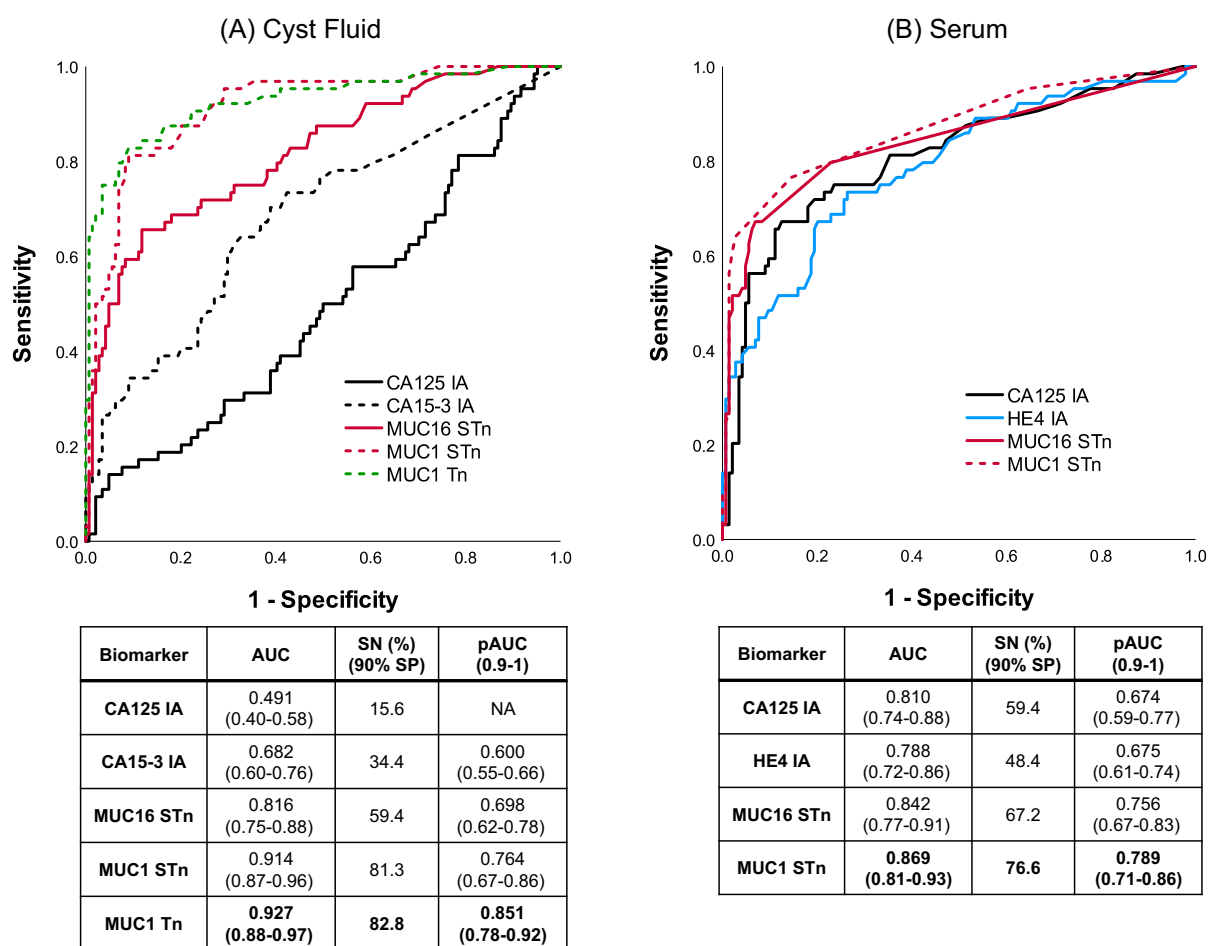 (A) Cyst Fluid
1.0
0.8
0.6
0.4
0.2
0.0
0.0 0.2 0.4 0.6 0.8 1.0
Sensitivity
1 - Specificity
CA125 IA
CA15-3 IA
MUC16 STn
MUC1 STn
MUC1 Tn
Biomarker AUC SN (%) (90% SP) pAUC (0.9-1)
CA125 IA 0.491 (0.40-0.58) 15.6 NA
CA15-3 IA 0.682 (0.60-0.76) 34.4 0.600 (0.55-0.66)
MUC16 STn 0.816 (0.75-0.88) 59.4 0.698 (0.62-0.78)
MUC1 STn 0.914 (0.87-0.96) 81.3 0.764 (0.67-0.86)
MUC1 Tn 0.927 (0.88-0.97) 82.8 0.851 (0.78-0.92)
(B) Serum
1.0
0.8
0.6
0.4
0.2
0.0
0.0 0.2 0.4 0.6 0.8 1.0
Sensitivity
1 - Specificity
CA125 IA
HE4 IA
MUC16 STn
MUC1 STn
Biomarker AUC SN (%) (90% SP) pAUC (0.9-1)
CA125 IA 0.810 (0.74-0.88) 59.4 0.674 (0.59-0.77)
HE4 IA 0.788 (0.72-0.86) 48.4 0.675 (0.61-0.74)
MUC16 STn 0.842 (0.77-0.91) 67.2 0.756 (0.67-0.83)
MUC1 STn 0.869 (0.81-0.93) 76.6 0.789 (0.71-0.86)